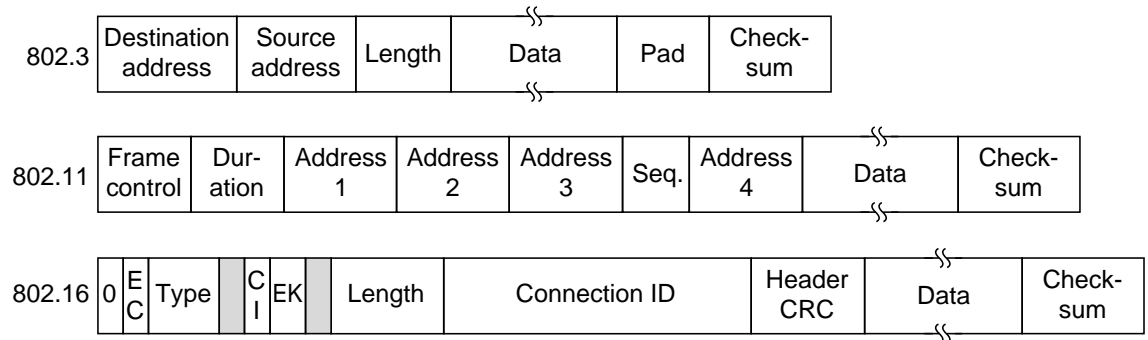 802.3 Destination address Source address Length Data Pad Check-sum
802.11 Frame control Dur-ation Address 1 Address 2 Address 3 Seq. Address 4 Data Check-sum
802.16 0 EC Type CI EK Length Connection ID Header CRC Data Check-sum